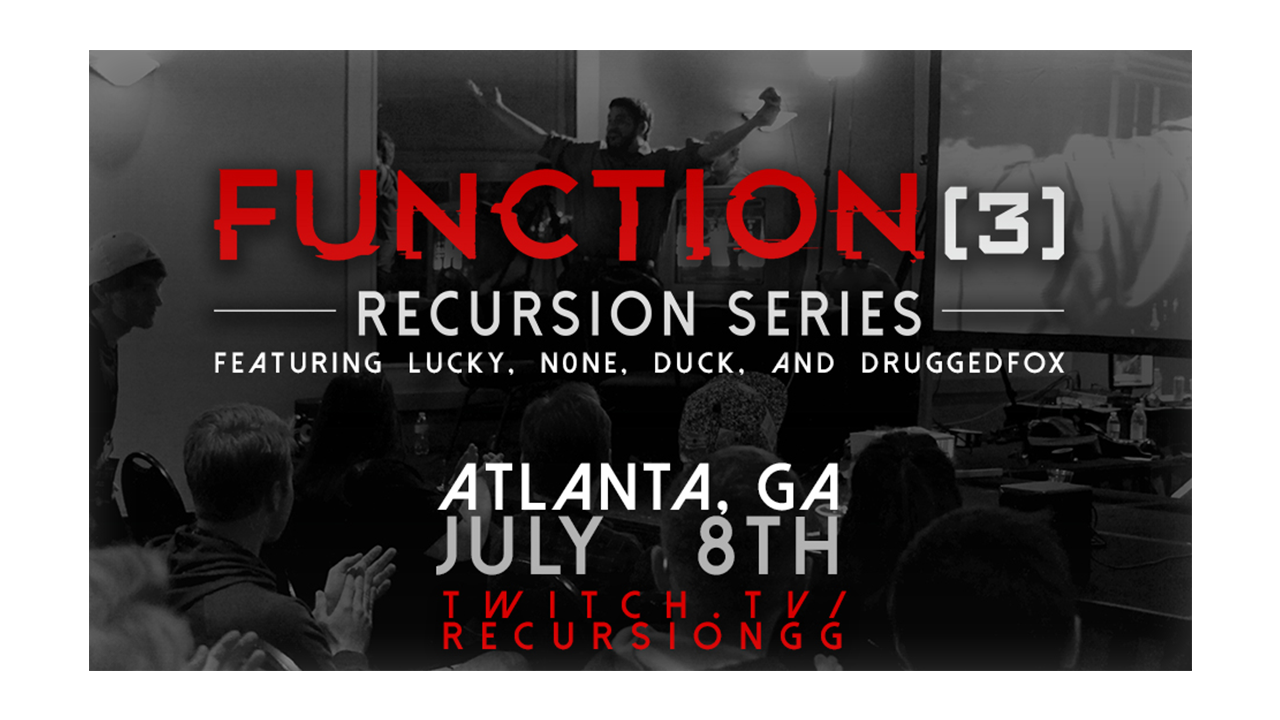 FUNCTION[3]
RECURSION SERIES
FEATURING LUCKY, N0NE, DUCK, AND DRUGGEDFOX
ATLANTA, GA
JULY 8TH
TWITCH.TV/
RECURSIONGG